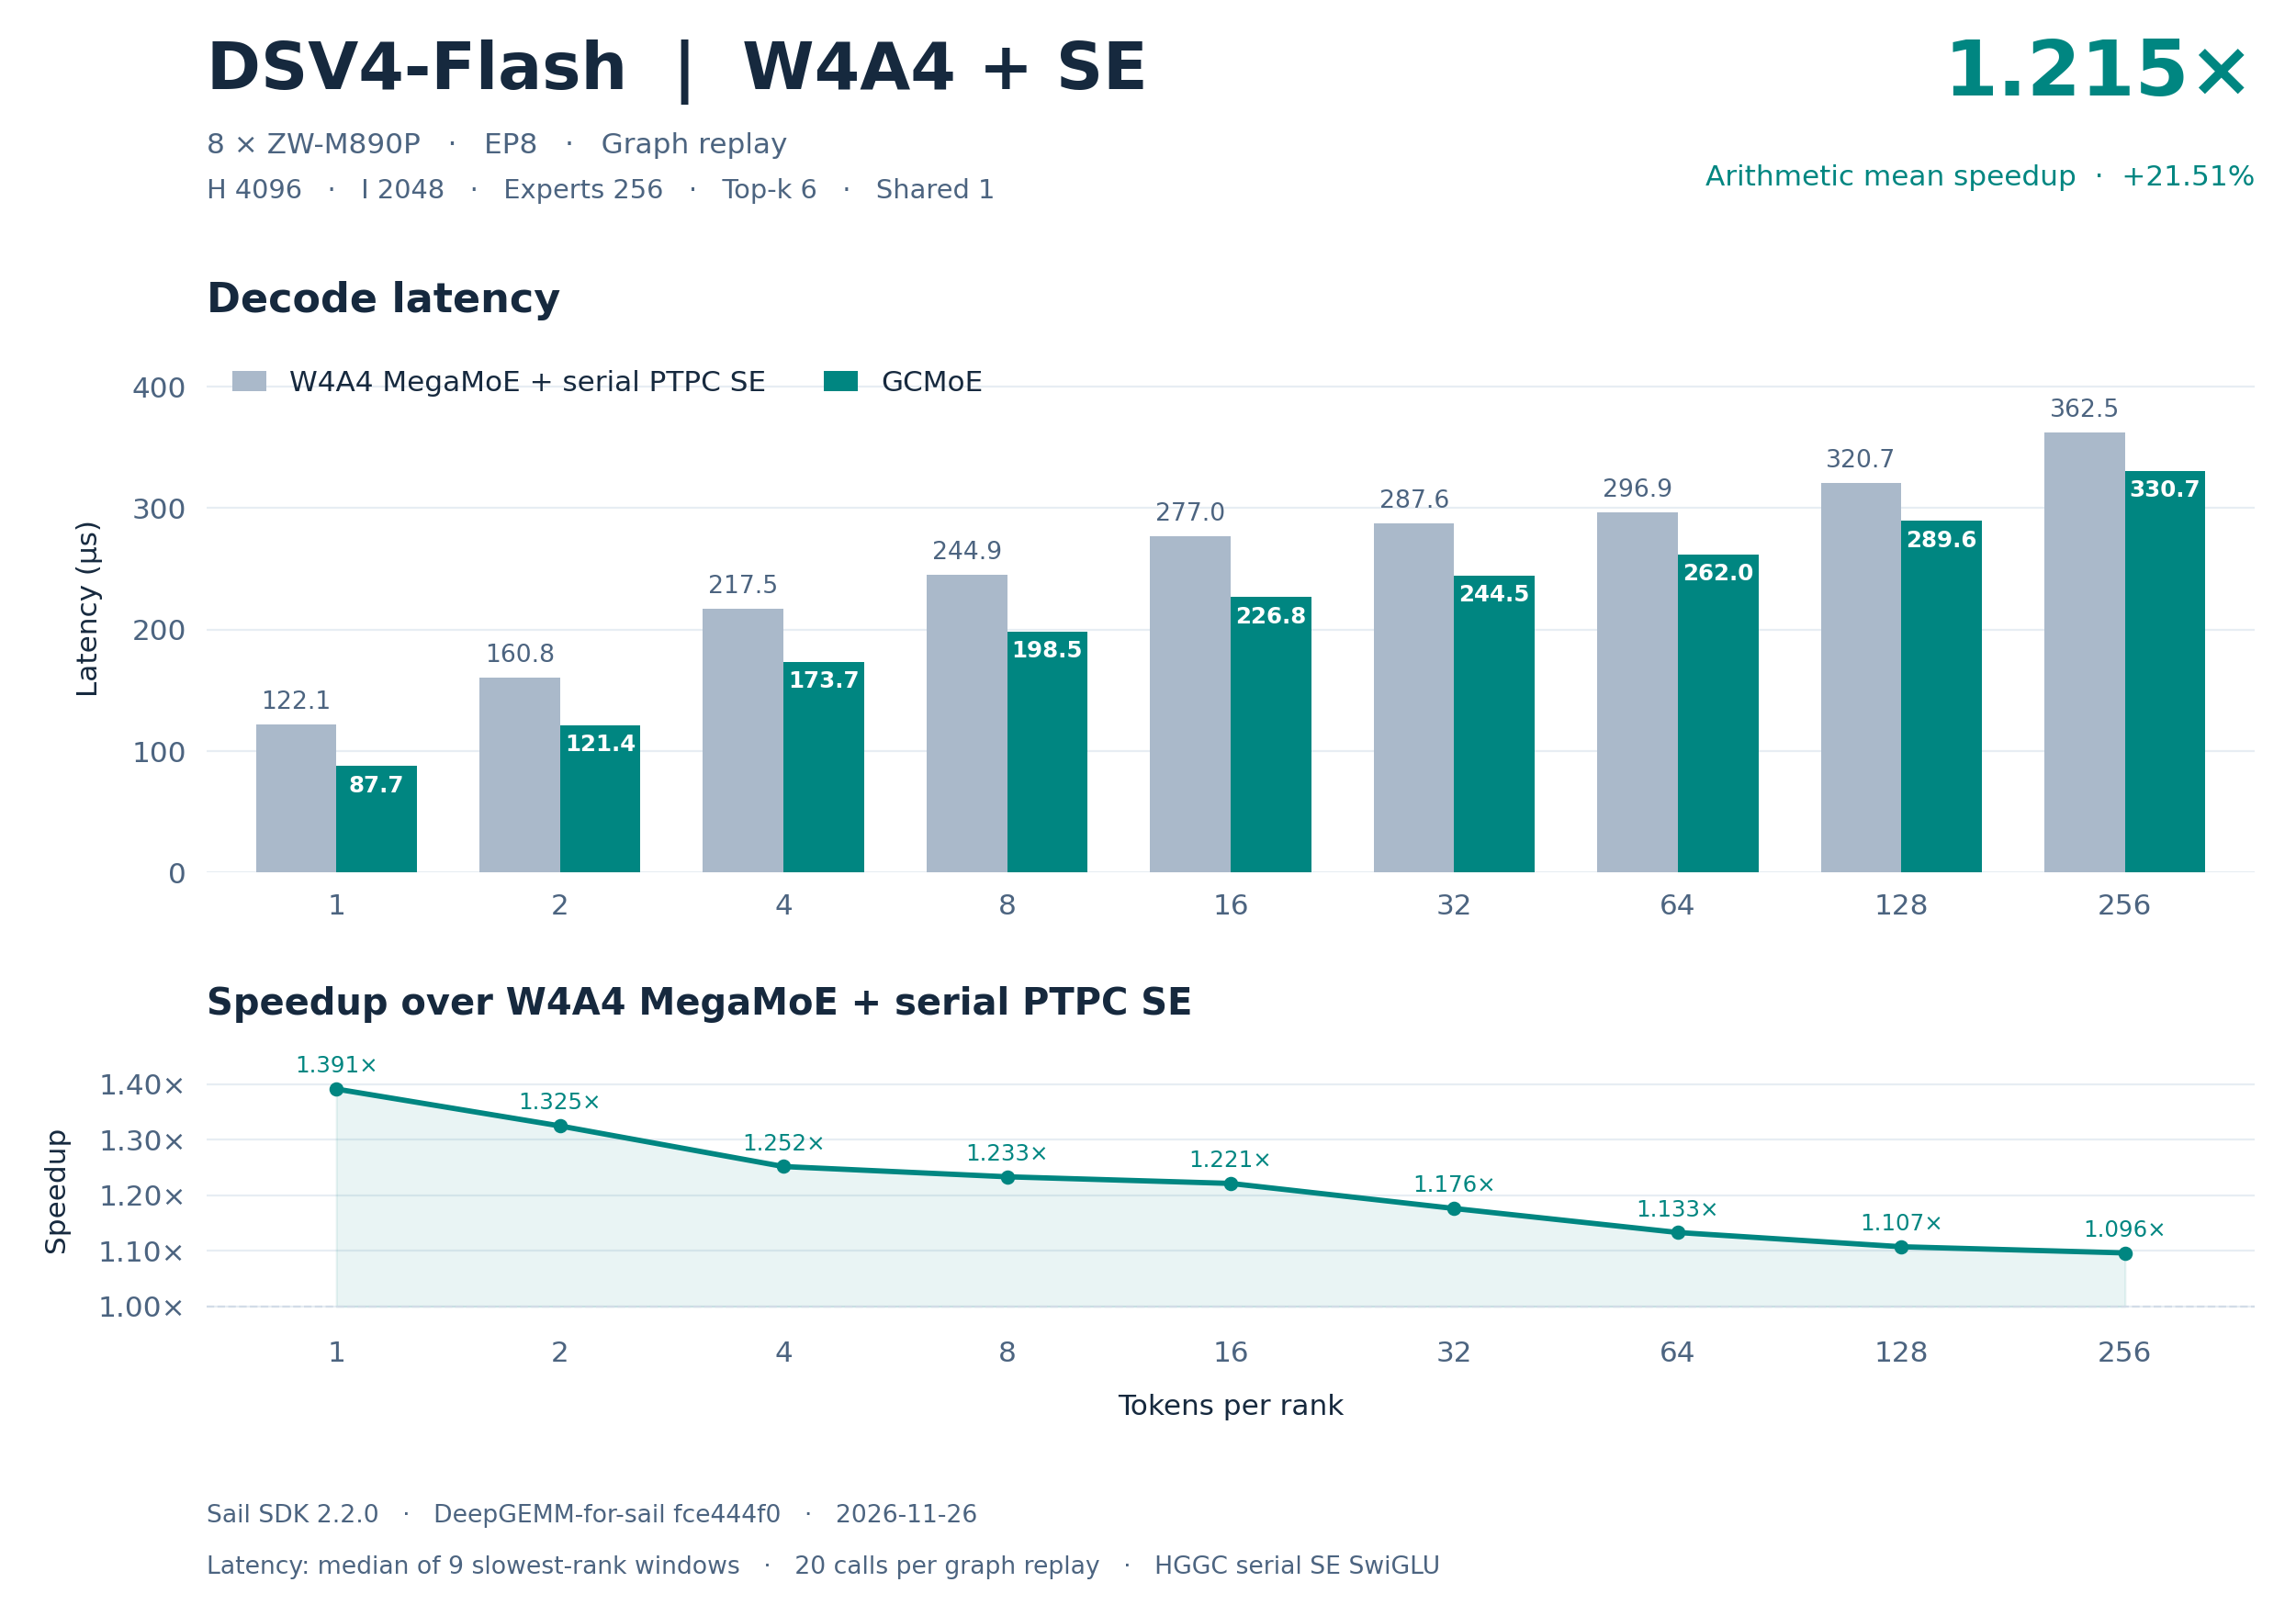 DSV4-Flash | W4A4 + SE
1.215×
8 × ZW-M890P · EP8 · Graph replay
H 4096 · I 2048 · Experts 256 · Top-k 6 · Shared 1
Arithmetic mean speedup · +21.51%
Decode latency
W4A4 MegaMoE + serial PTPC SE
GCMoE
Latency (µs)
400
300
200
100
0
122.1
87.7
160.8
121.4
217.5
173.7
244.9
198.5
277.0
226.8
287.6
244.5
296.9
262.0
320.7
289.6
362.5
330.7
1 2 4 8 16 32 64 128 256
Speedup over W4A4 MegaMoE + serial PTPC SE
Speedup
1.40×
1.30×
1.20×
1.10×
1.00×
1.391×
1.325×
1.252×
1.233×
1.221×
1.176×
1.133×
1.107×
1.096×
1 2 4 8 16 32 64 128 256
Tokens per rank
Sail SDK 2.2.0 · DeepGEMM-for-sail fce444f0 · 2026-11-26
Latency: median of 9 slowest-rank windows · 20 calls per graph replay · HGGC serial SE SwiGLU